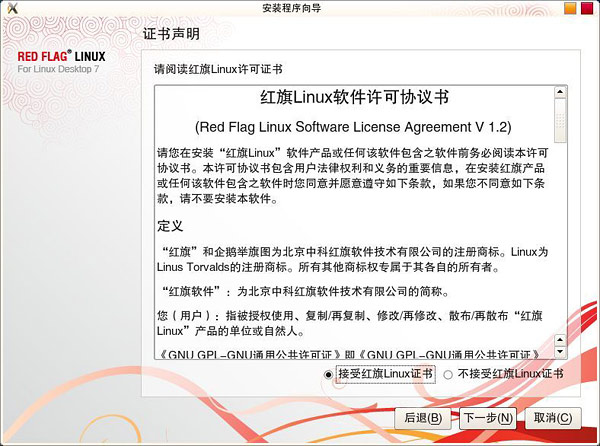 安装程序向导
证书声明
RED FLAG® LINUX
For Linux Desktop 7
请阅读红旗Linux许可证书
红旗Linux软件许可协议书
(Red Flag Linux Software License Agreement V 1.2)
请您在安装“红旗Linux”软件产品或任何该软件包含之软件前务必阅读本许可
协议书。本许可协议书包含用户法律权利和义务的重要信息，在安装红旗产品
或任何该软件包含之软件时您同意并愿意遵守如下条款，如果您不同意如下条
款，请不要安装本软件。
定义
“红旗”和企鹅举旗图为北京中科红旗软件技术有限公司的注册商标。Linux为
Linus Torvalds的注册商标。所有其他商标权专属于其各自的所有者。
“红旗软件”：为北京中科红旗软件技术有限公司的简称。
您（用户）：指被授权使用、复制/再复制、修改/再修改、散布/再散布“红旗
Linux”产品的单位或自然人。
《GNU GPL-GNU通用公共许可证》即《GNU GPL-GNU通用公共许可证》
接受红旗Linux证书 不接受红旗Linux证书
后退(B) 下一步(N) 取消(C)